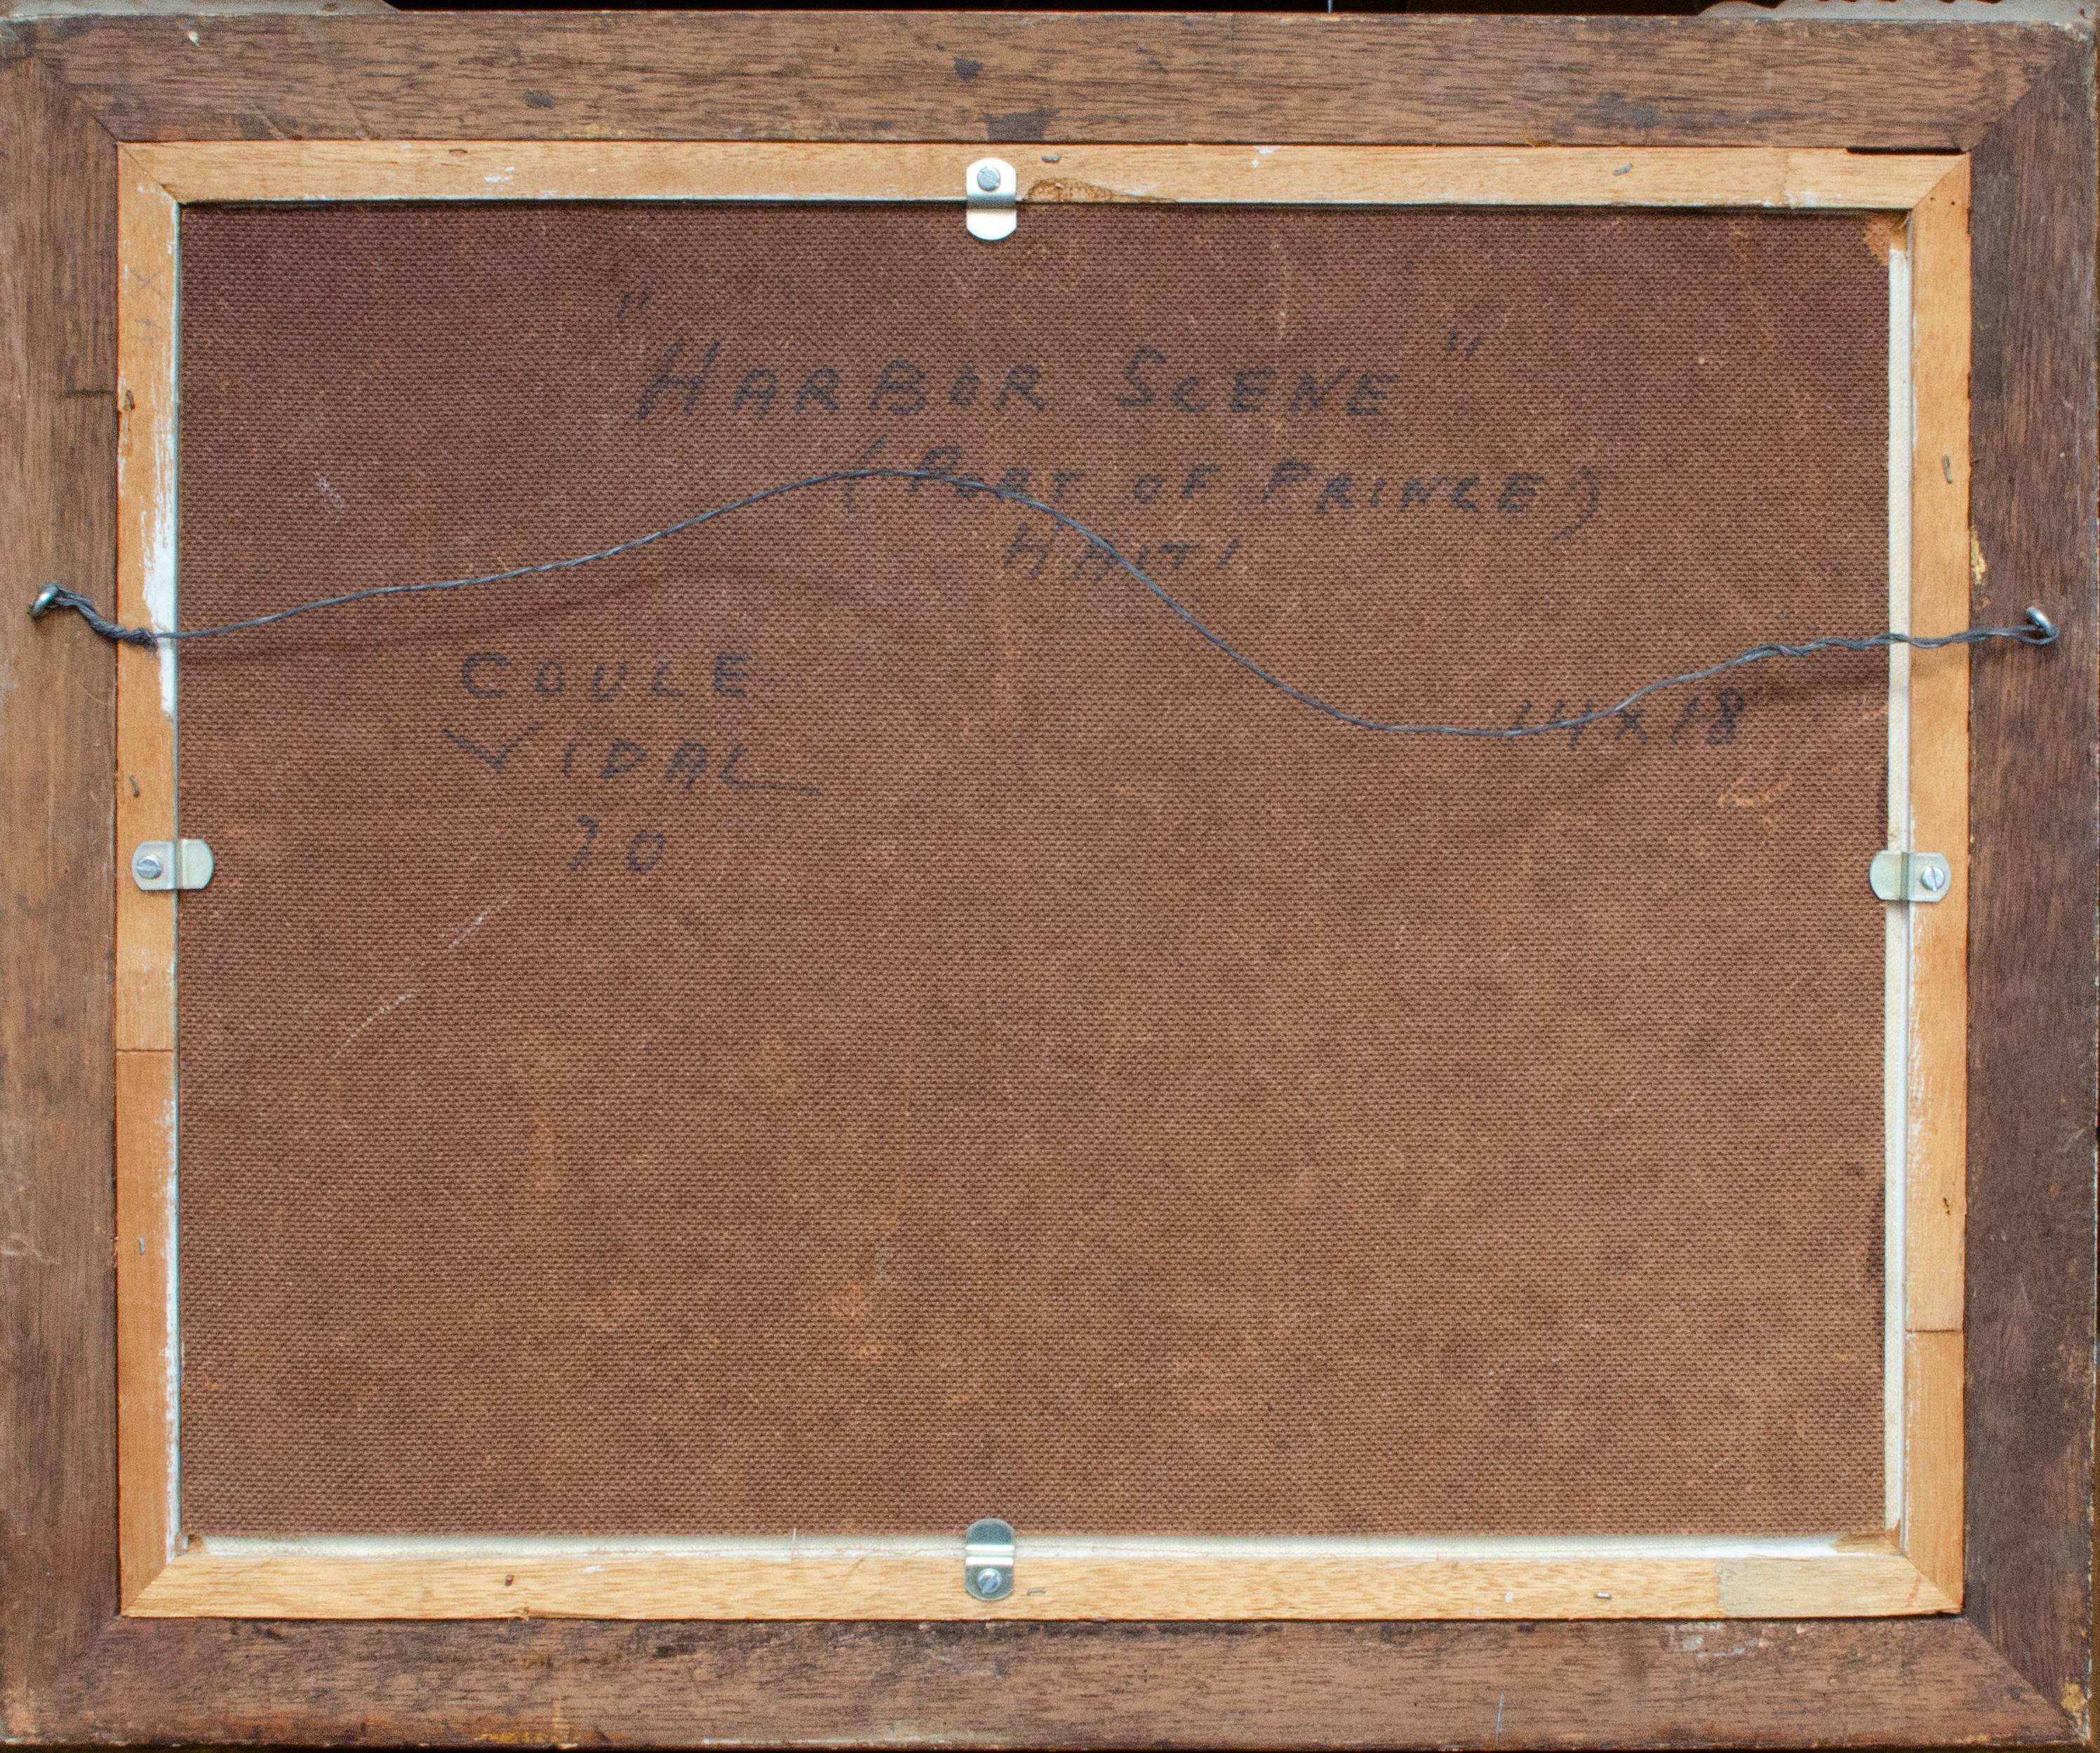 "HARBOR SCENE"
(PORT OF PRINCE)
HAITI
COULE
VIDAL
70
14x18